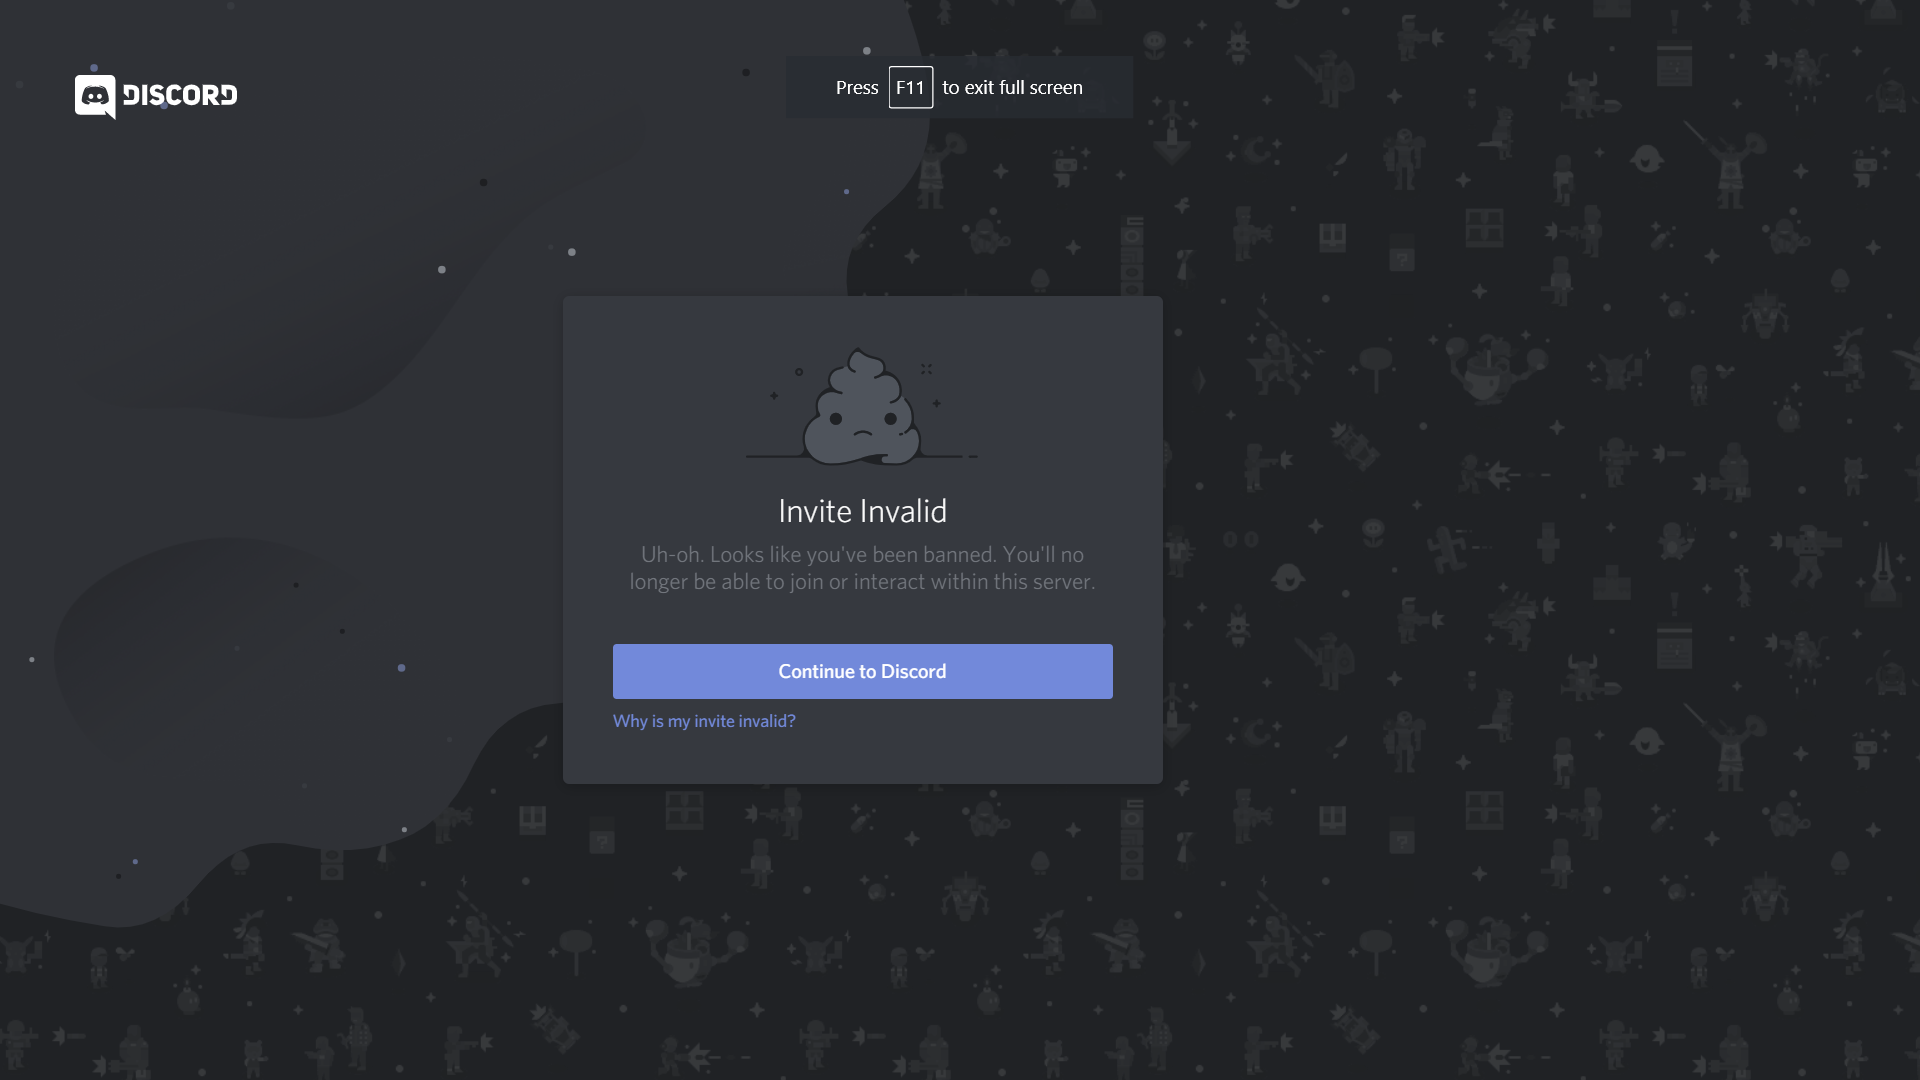 DISCORD
Press F11 to exit full screen
Invite Invalid
Uh-oh. Looks like you've been banned. You'll no
longer be able to join or interact within this server.
Continue to Discord
Why is my invite invalid?